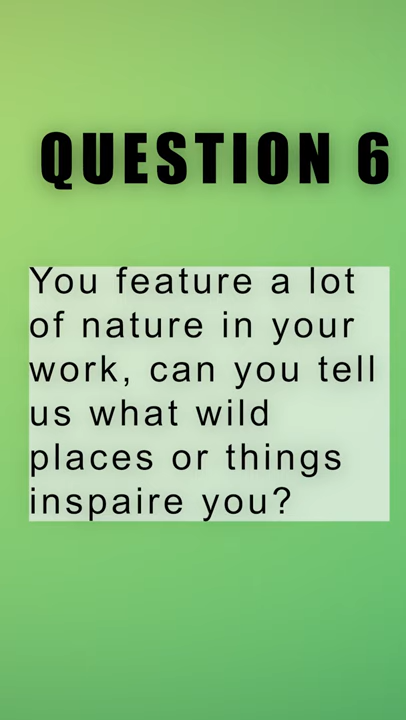 QUESTION 6
You feature a lot
of nature in your
work, can you tell
us what wild
places or things
inspaire you?